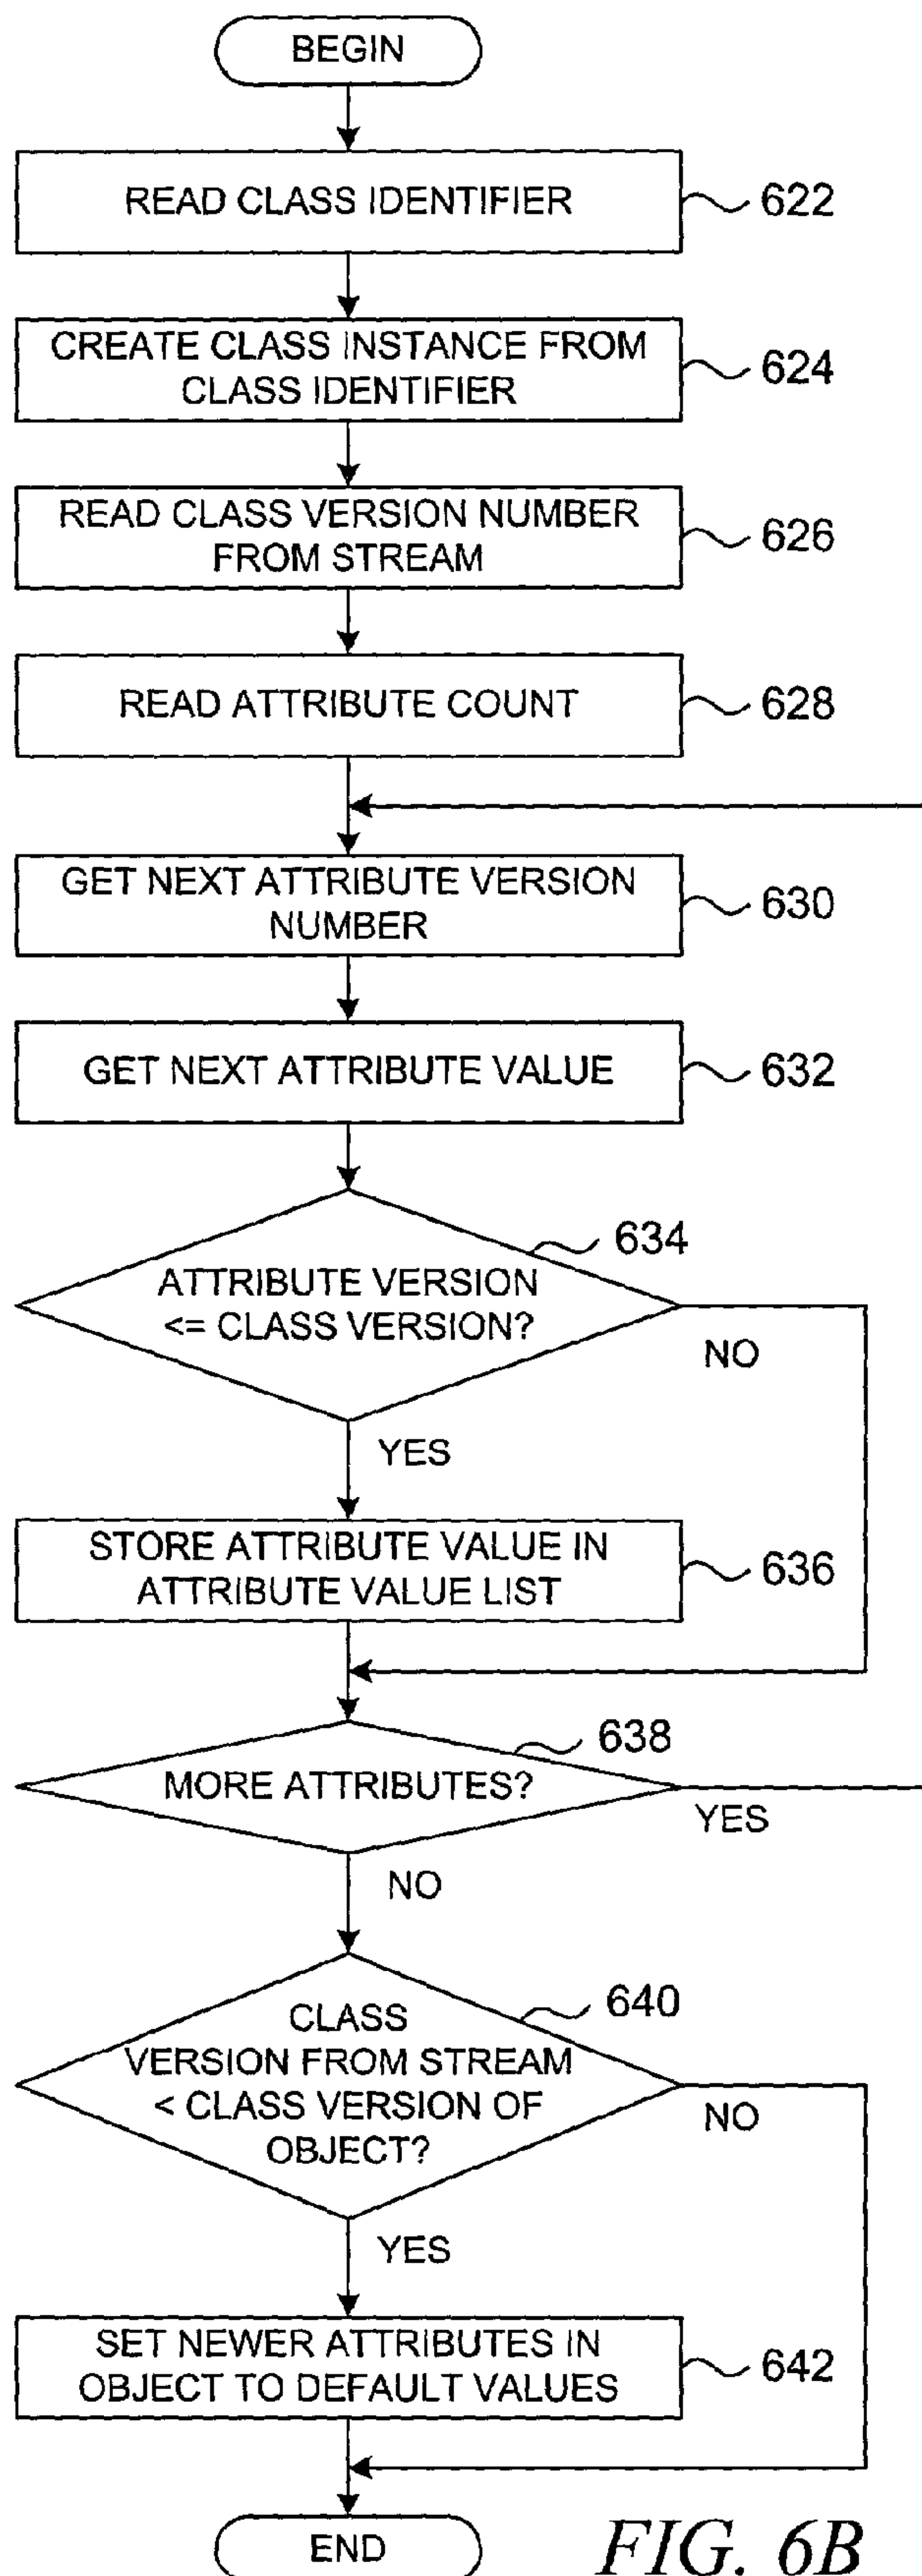 BEGIN
READ CLASS IDENTIFIER
622
CREATE CLASS INSTANCE FROM
CLASS IDENTIFIER
624
READ CLASS VERSION NUMBER
FROM STREAM
626
READ ATTRIBUTE COUNT
628
GET NEXT ATTRIBUTE VERSION
NUMBER
630
GET NEXT ATTRIBUTE VALUE
632
634
ATTRIBUTE VERSION
<= CLASS VERSION?
NO
YES
STORE ATTRIBUTE VALUE IN
ATTRIBUTE VALUE LIST
636
638
MORE ATTRIBUTES?
YES
NO
640
CLASS
VERSION FROM STREAM
< CLASS VERSION OF
OBJECT?
NO
YES
SET NEWER ATTRIBUTES IN
OBJECT TO DEFAULT VALUES
642
END
FIG. 6B